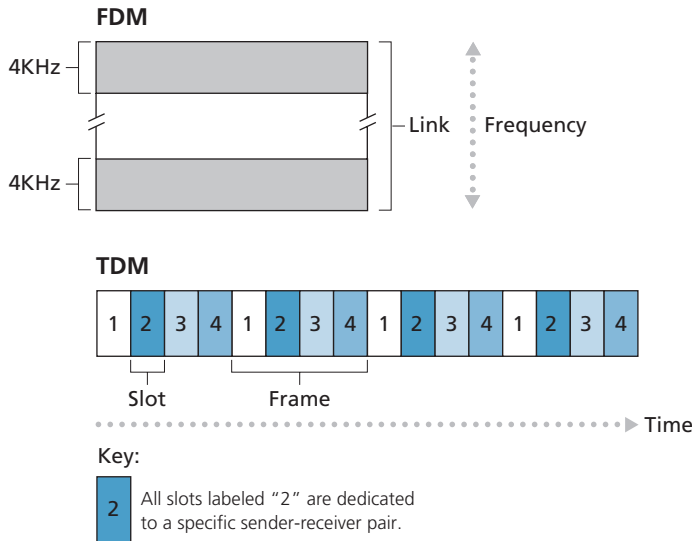 FDM
4KHz
Link
Frequency
4KHz
TDM
1 2 3 4 1 2 3 4 1 2 3 4 1 2 3 4
Slot
Frame
Time
Key:
2
All slots labeled “2” are dedicated
to a specific sender-receiver pair.